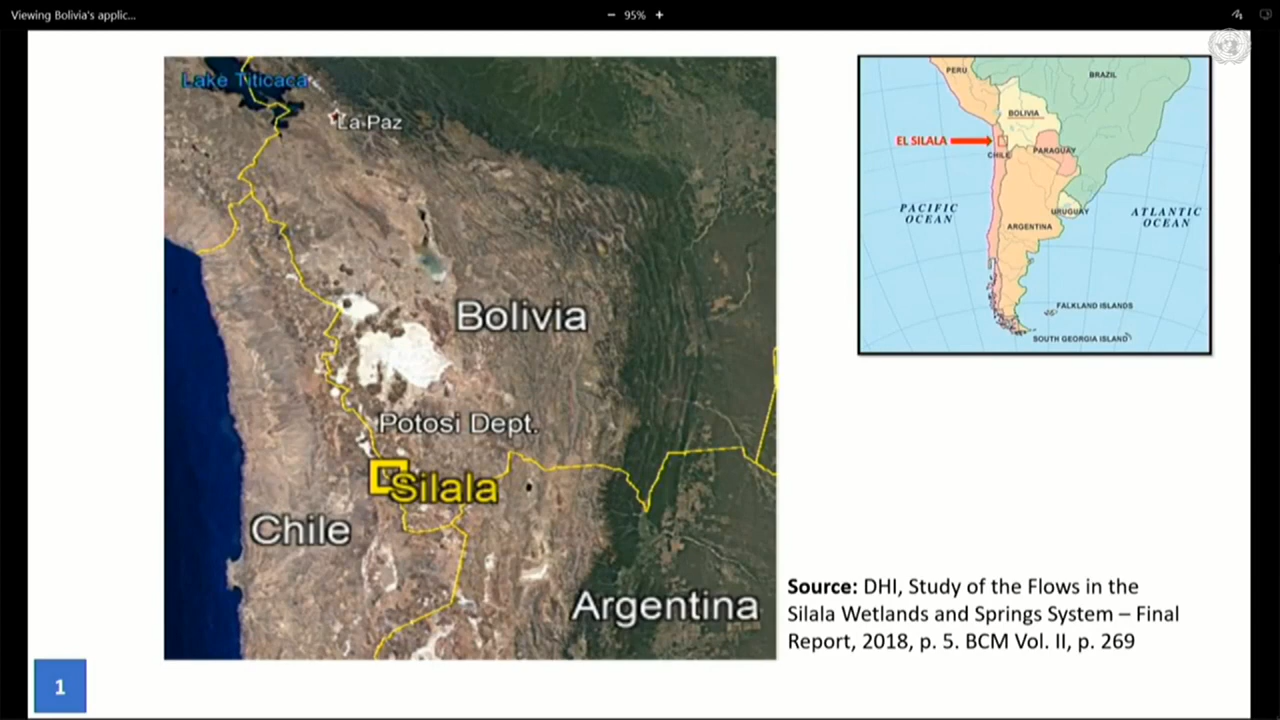 Viewing Bolivia's applic...
− 95% +
Lake Titicaca
La Paz
Bolivia
Potosi Dept.
Silala
Chile
Argentina
PERU
BRAZIL
BOLIVIA
EL SILALA
CHILE
PARAGUAY
PACIFIC
OCEAN
URUGUAY
ATLANTIC
OCEAN
ARGENTINA
FALKLAND ISLANDS
SOUTH GEORGIA ISLAND
Source: DHI, Study of the Flows in the
Silala Wetlands and Springs System – Final
Report, 2018, p. 5. BCM Vol. II, p. 269
1